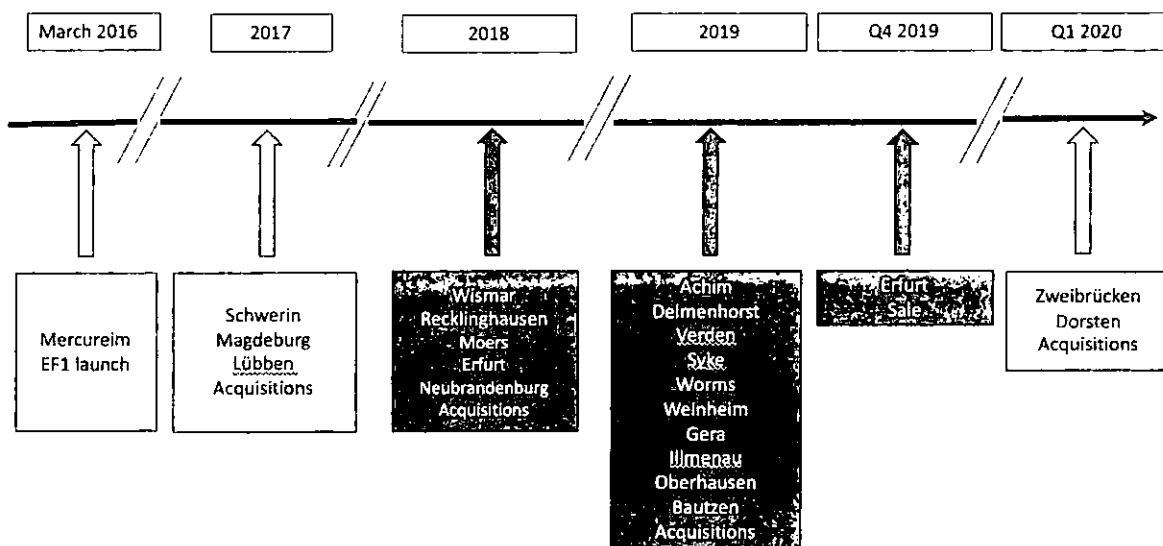 March 2016
2017
2018
2019
Q4 2019
Q1 2020
Mercureim
EF1 launch
Schwerin
Magdeburg
Lübben
Acquisitions
Wismar
Recklinghausen
Moers
Erfurt
Neubrandenburg
Acquisitions
Achim
Delmenhorst
Verden
Syke
Worms
Weinheim
Gera
Illmenau
Oberhausen
Bautzen
Acquisitions
Erfurt
Sale
Zweibrücken
Dorsten
Acquisitions